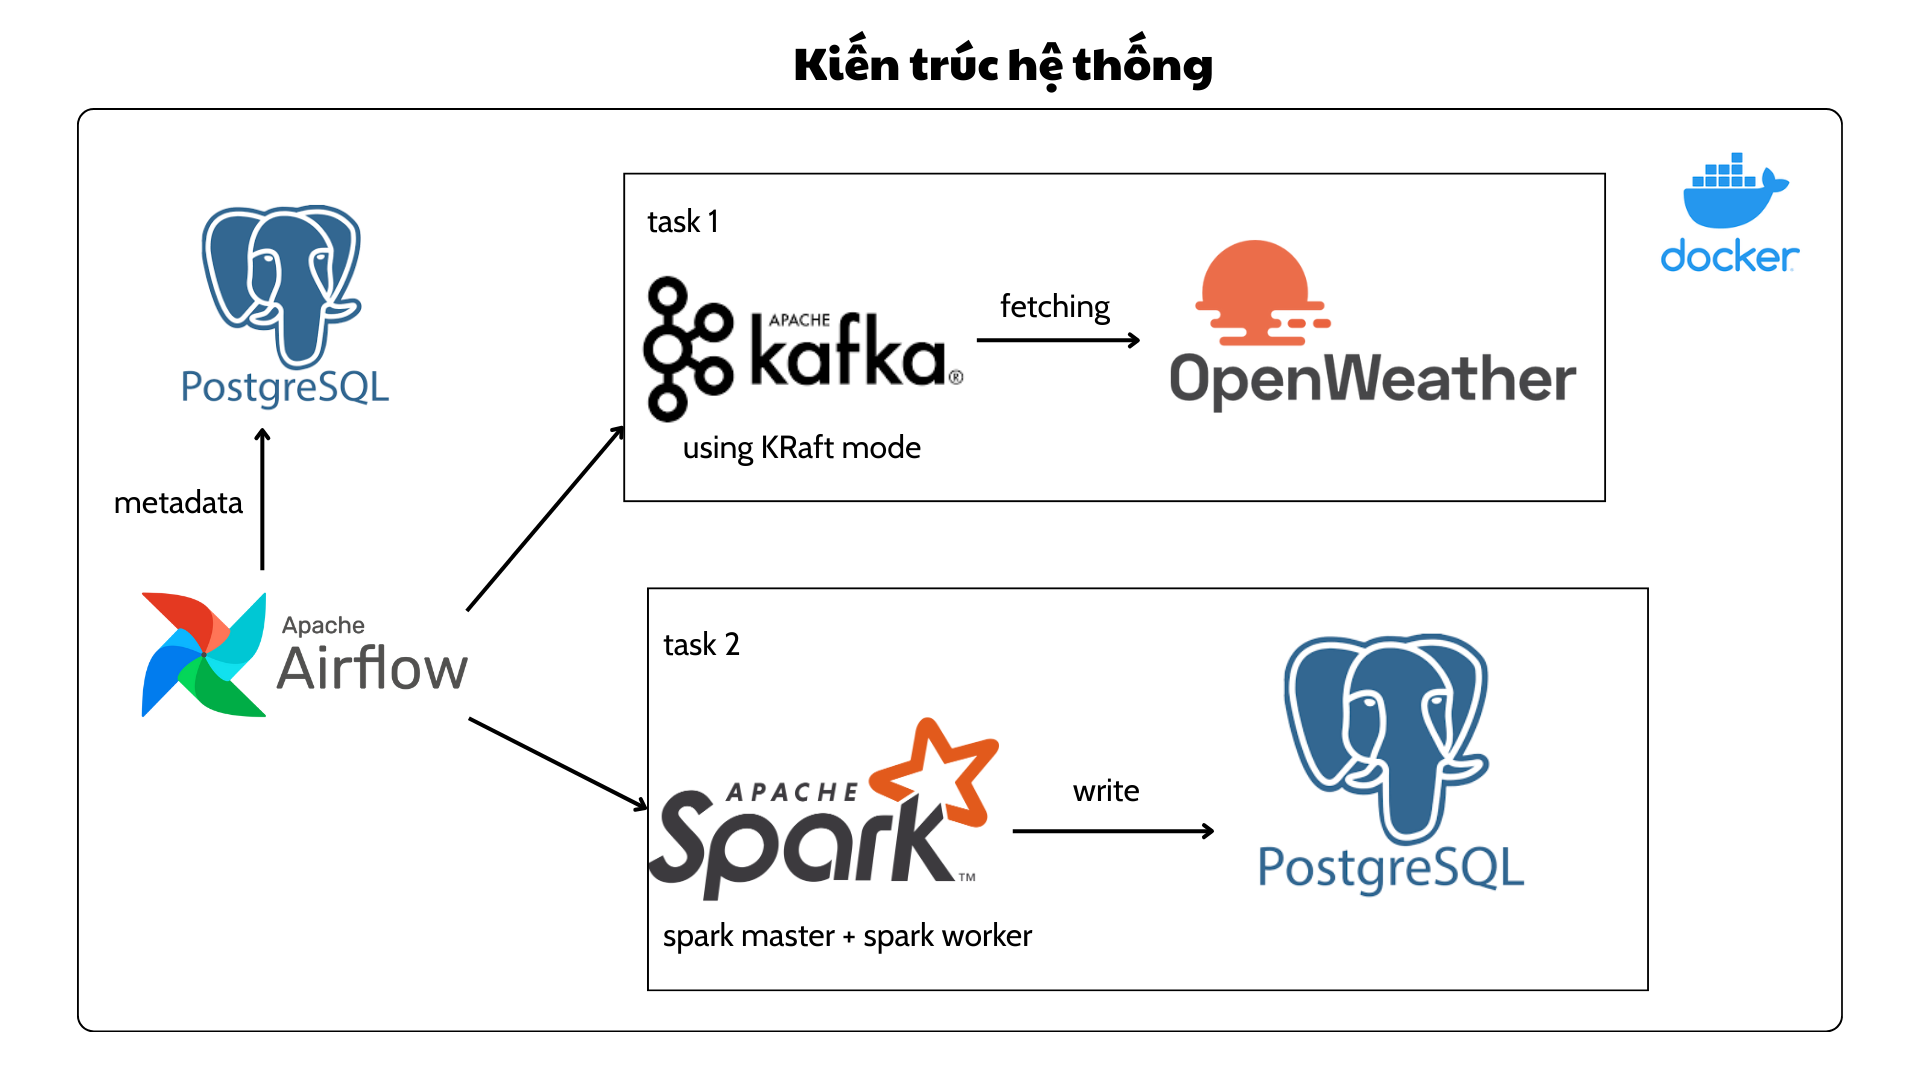 Kiến trúc hệ thống
docker
PostgreSQL
metadata
Apache
Airflow
task 1
APACHE
kafka®
using KRaft mode
fetching
OpenWeather
task 2
APACHE
Spark™
spark master + spark worker
write
PostgreSQL